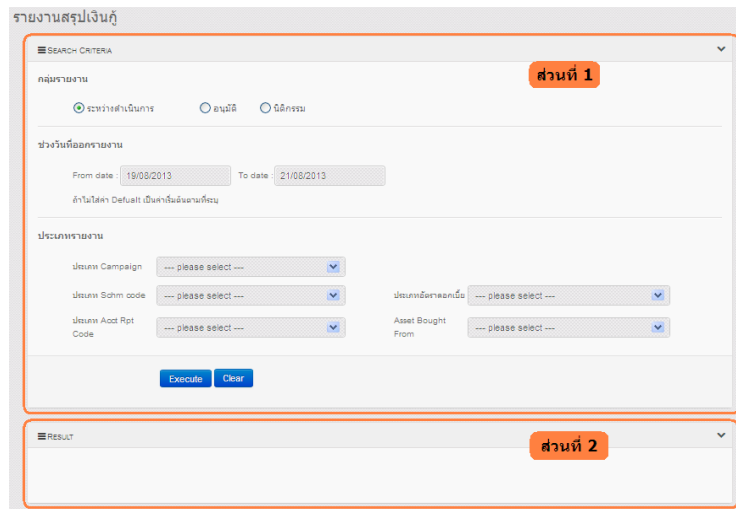 รายงานสรุปเงินกู้
SEARCH CRITERIA
ส่วนที่ 1
กลุ่มรายงาน
ระหว่างดำเนินการ อนุมัติ นิติกรรม
ช่วงวันที่ออกรายงาน
From date : 19/08/2013 To date : 21/08/2013
ถ้าไม่ใส่ค่า Defualt เป็นค่าเริ่มต้นตามที่ระบุ
ประเภทรายงาน
ประเภท Campaign --- please select ---
ประเภท Schm code --- please select --- ประเภทอัตราดอกเบี้ย --- please select ---
ประเภท Acct Rpt Code --- please select --- Asset Bought From --- please select ---
Execute Clear
RESULT
ส่วนที่ 2